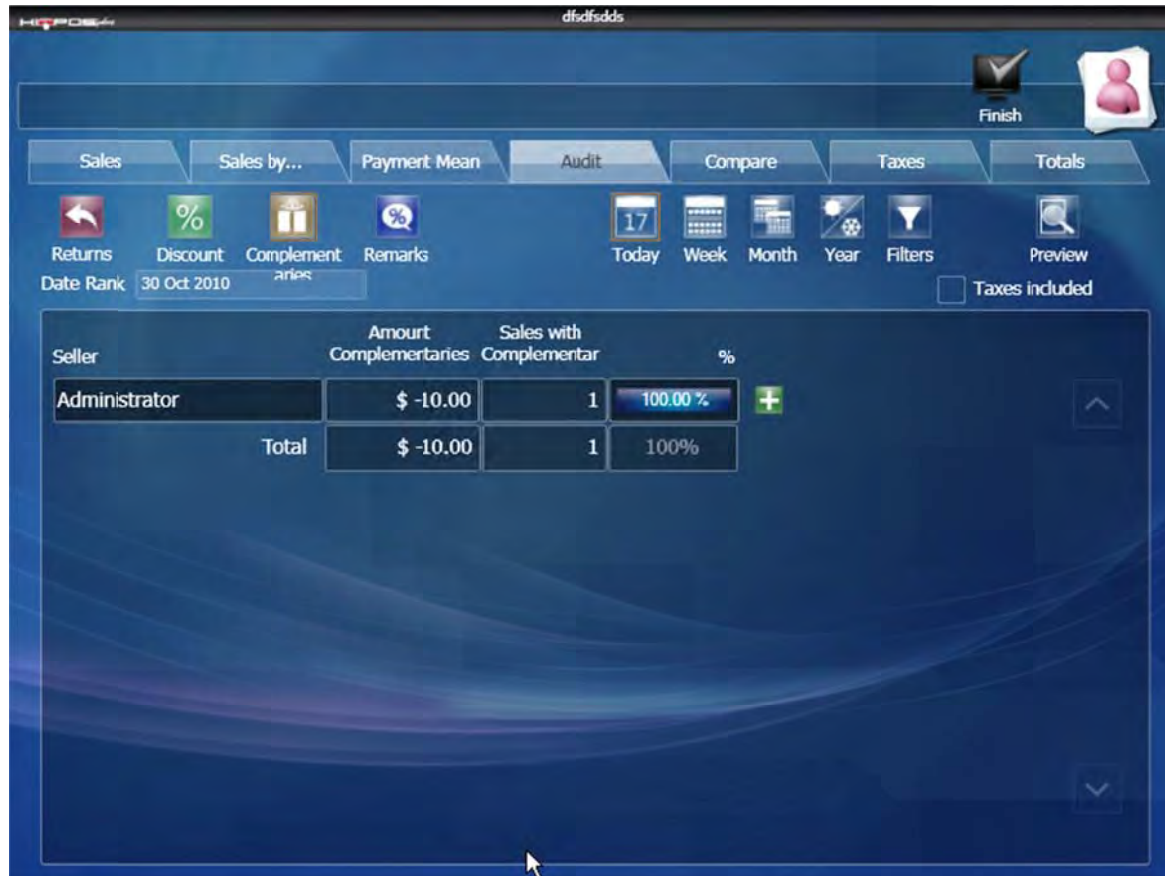 HIOPOSplus
dfsdfsdds
Finish
Sales Sales by... Payment Mean Audit Compare Taxes Totals
% % 17
Returns Discount Complement Remarks Today Week Month Year Filters Preview
aries
Date Rank 30 Oct 2010 Taxes included
Amourt Sales with
Seller Complementaries Complementar %
Administrator $ -10.00 1 100.00 %
Total $ -10.00 1 100%